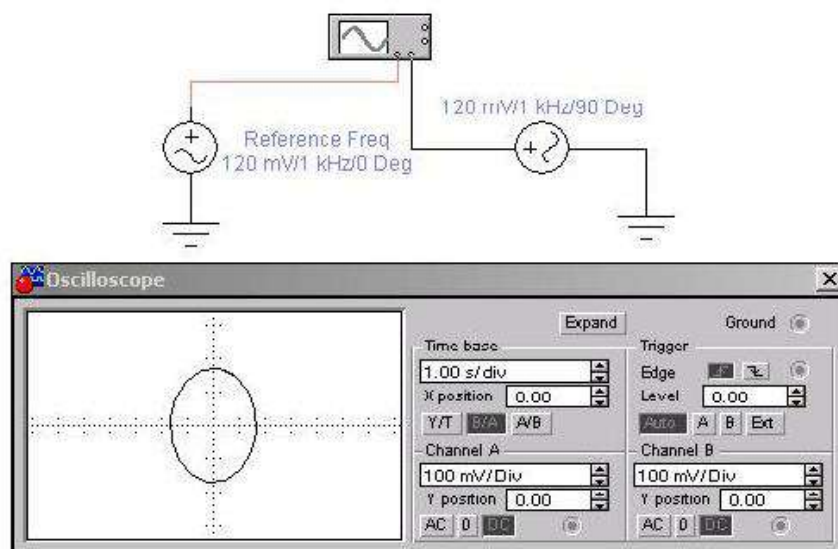 120 mV/1 kHz/90 Deg
Reference Freq
120 mV/1 kHz/0 Deg
Oscilloscope
Expand
Ground
Time base
Trigger
1.00 s/div
Edge
X position 0.00
Level 0.00
Y/T B/A A/B
Auto A B Ext
Channel A
Channel B
100 mV/Div
100 mV/Div
Y position 0.00
Y position 0.00
AC 0 DC
AC 0 DC